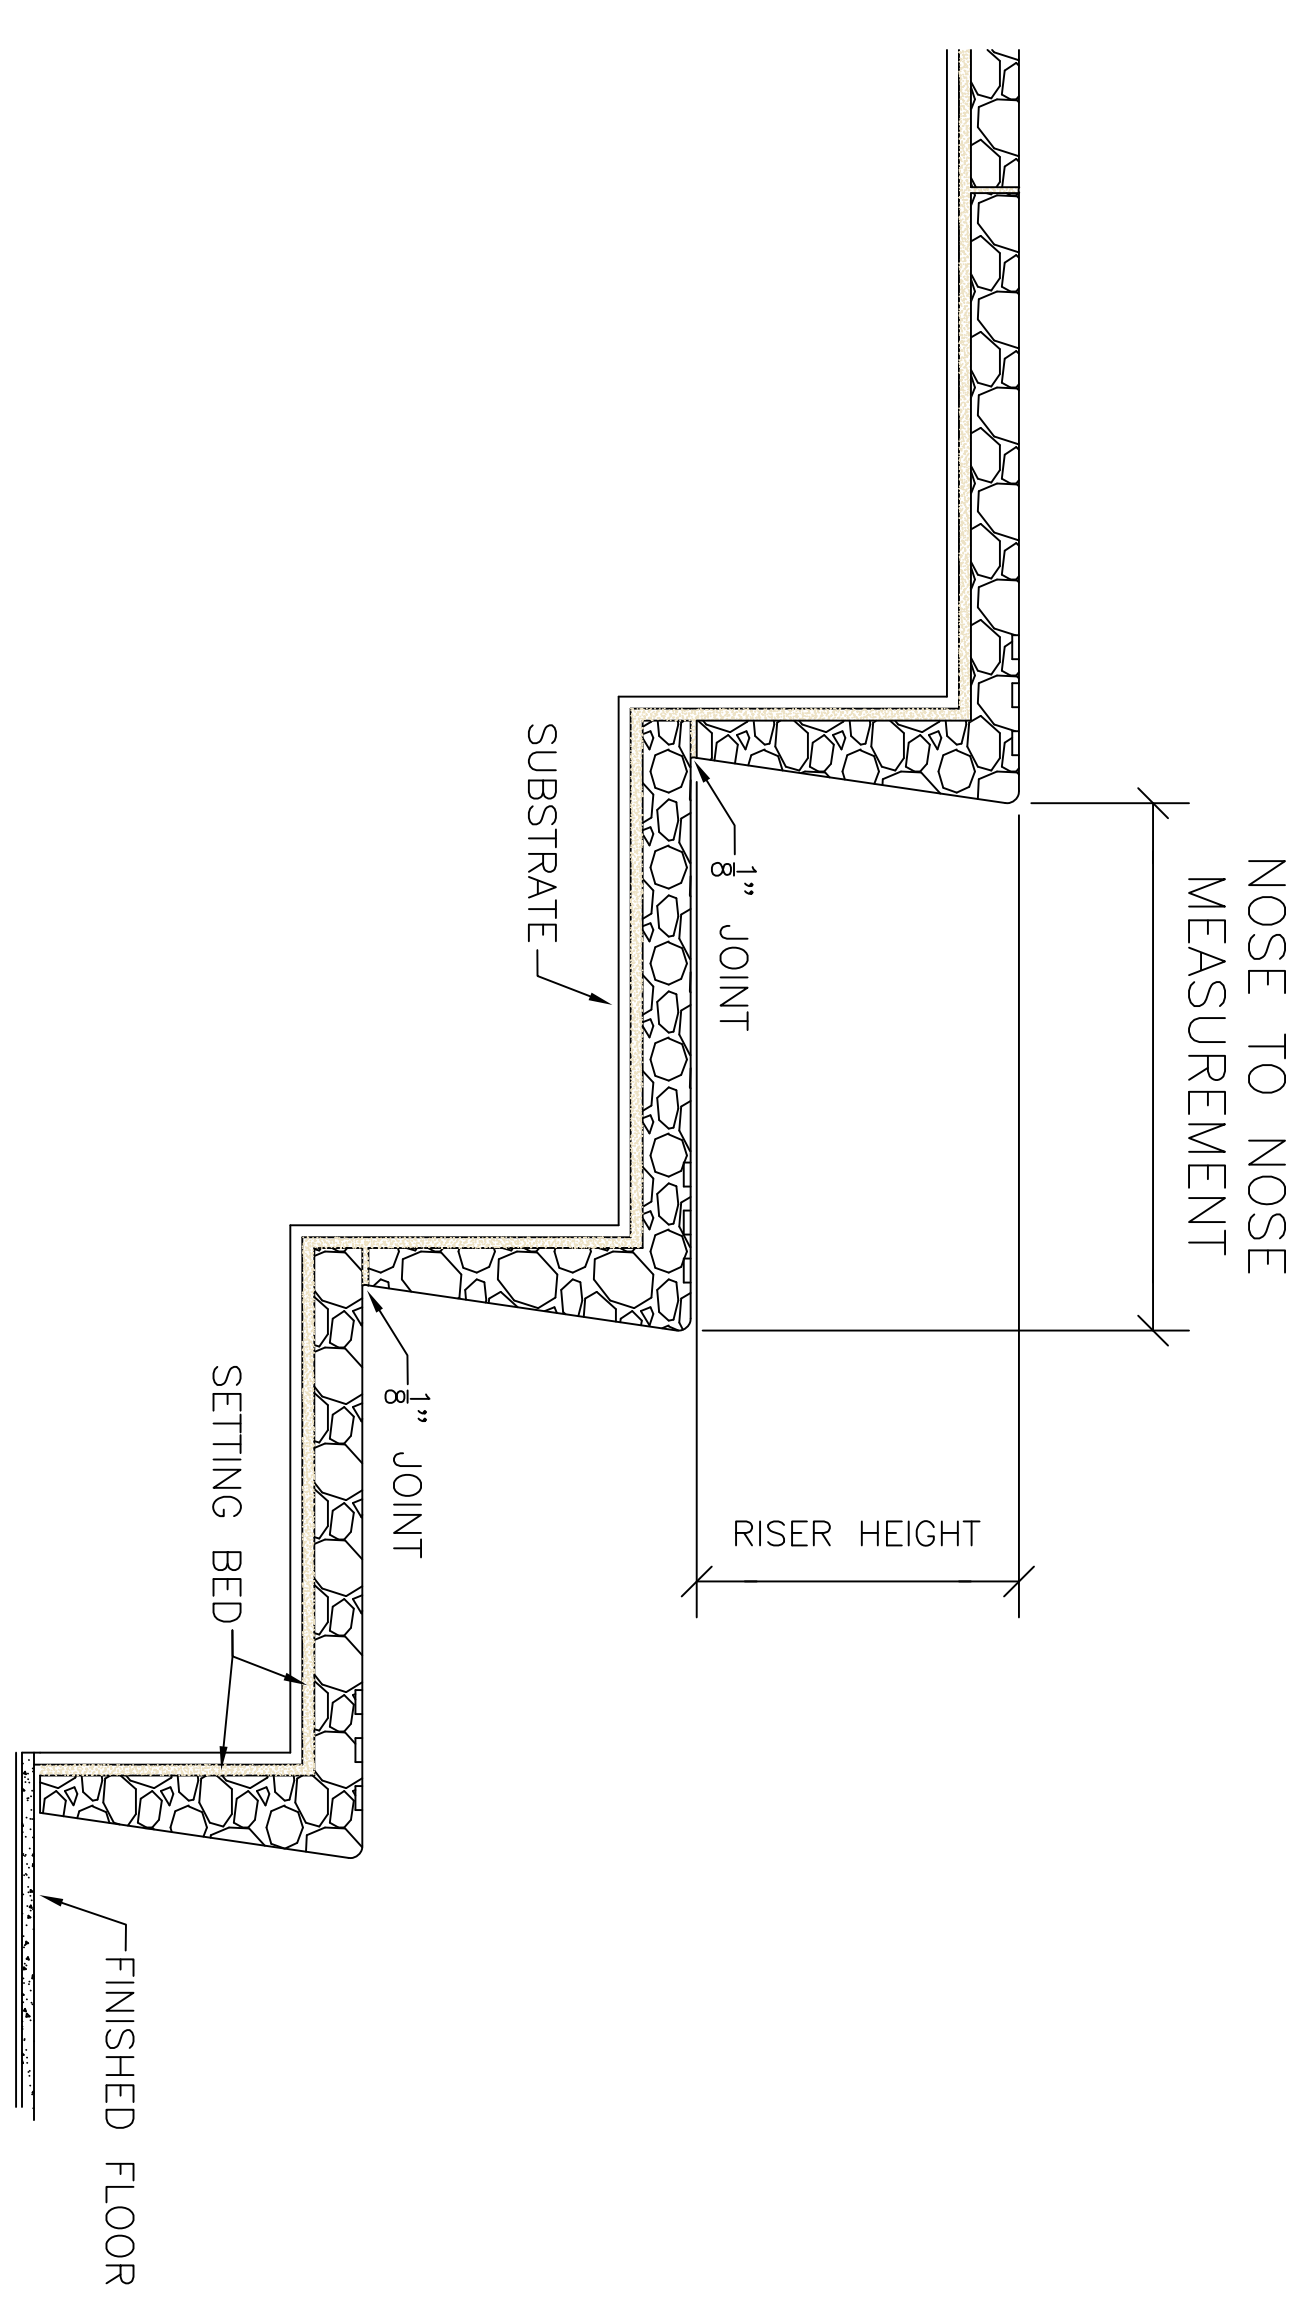 NOSE TO NOSE
MEASUREMENT
RISER HEIGHT
1/8" JOINT
SUBSTRATE
1/8" JOINT
SETTING BED
FINISHED FLOOR